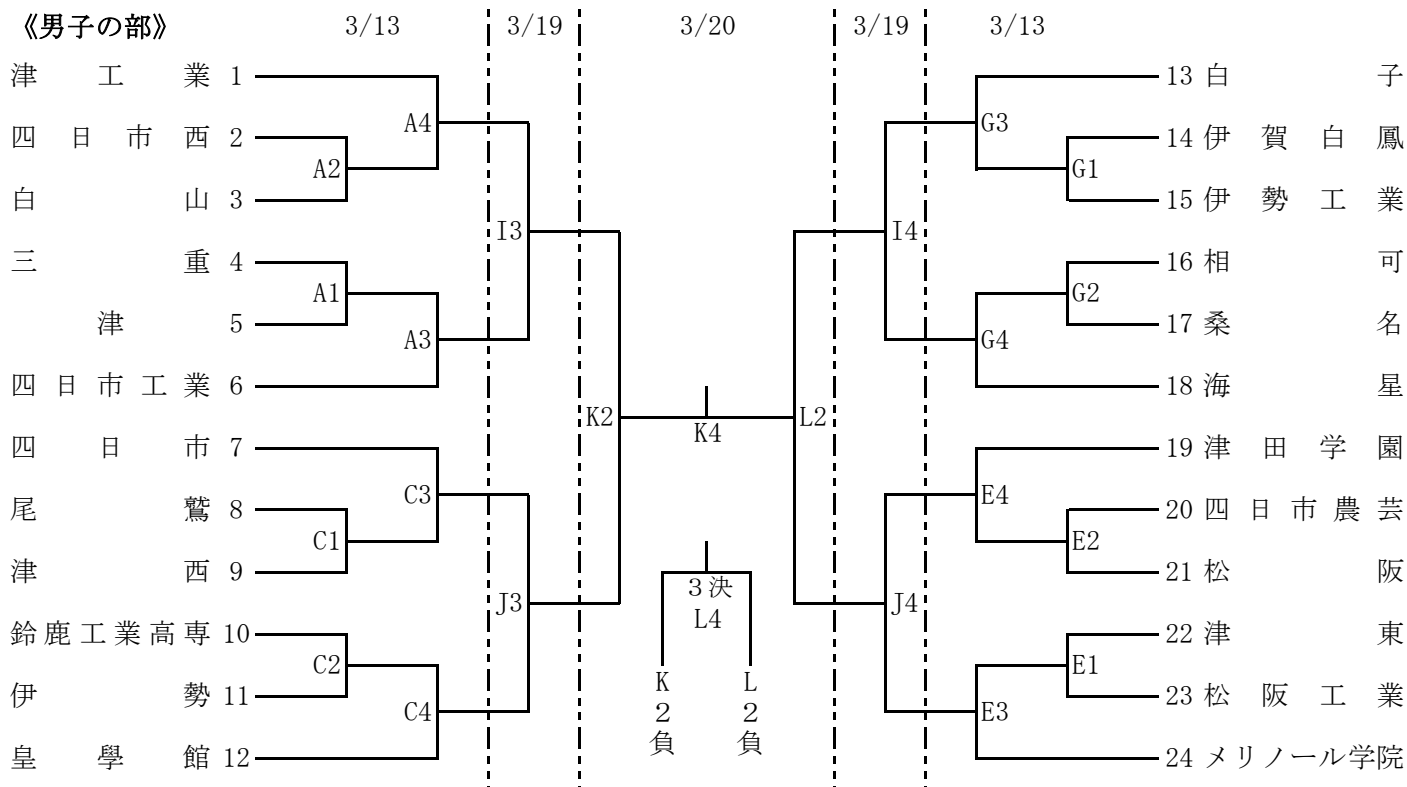 《男子の部》 3/13 3/19 3/20 3/19 3/13
津工業 1 13 白子
A4 G3
四日市西 2 14 伊賀白鳳
A2 G1
白山 3 15 伊勢工業
I3 I4
三重 4 16 相可
A1 G2
津 5 17 桑名
A3 G4
四日市工業 6 18 海星
K2 K4 L2
四日市 7 19 津田学園
C3 E4
尾鷲 8 20 四日市農芸
C1 E2
津西 9 21 松阪
3決
J3 L4 J4
鈴鹿工業高専 10 22 津東
C2 E1
伊勢 11 23 松阪工業
K2負 L2負
C4 E3
皇學館 12 24 メリノール学院